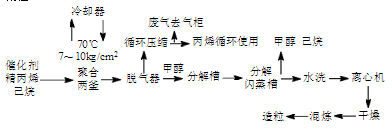 冷却器
废气去气柜
70℃
7~10kg/cm²
循环压缩
丙烯循环使用
甲醇 己烷
催化剂
精丙烯
己烷
聚合
两釜
脱气器
甲醇
分解槽
分解
闪蒸槽
水洗
离心机
造粒
混炼
干燥